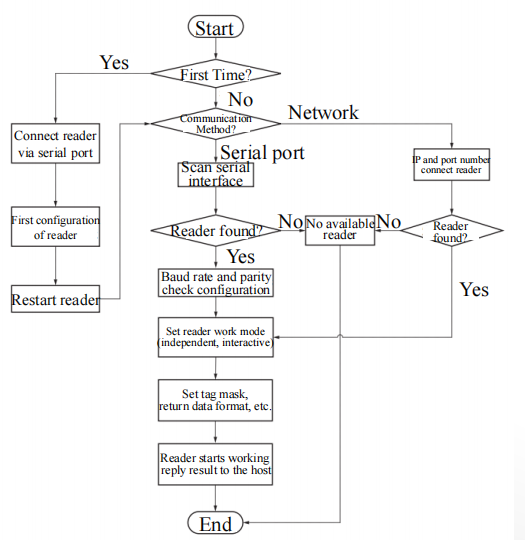 Start
Yes
First Time?
No
Communication
Method?
Network
Connect reader
via serial port
Serial port
Scan serial
interface
IP and port number
connect reader
First configuration
of reader
Reader found?
No
No available
reader
No
Reader
found?
Yes
Baud rate and parity
check configuration
Yes
Restart reader
Set reader work mode
(independent, interactive)
Set tag mask,
return data format, etc.
Reader starts working
reply result to the host
End